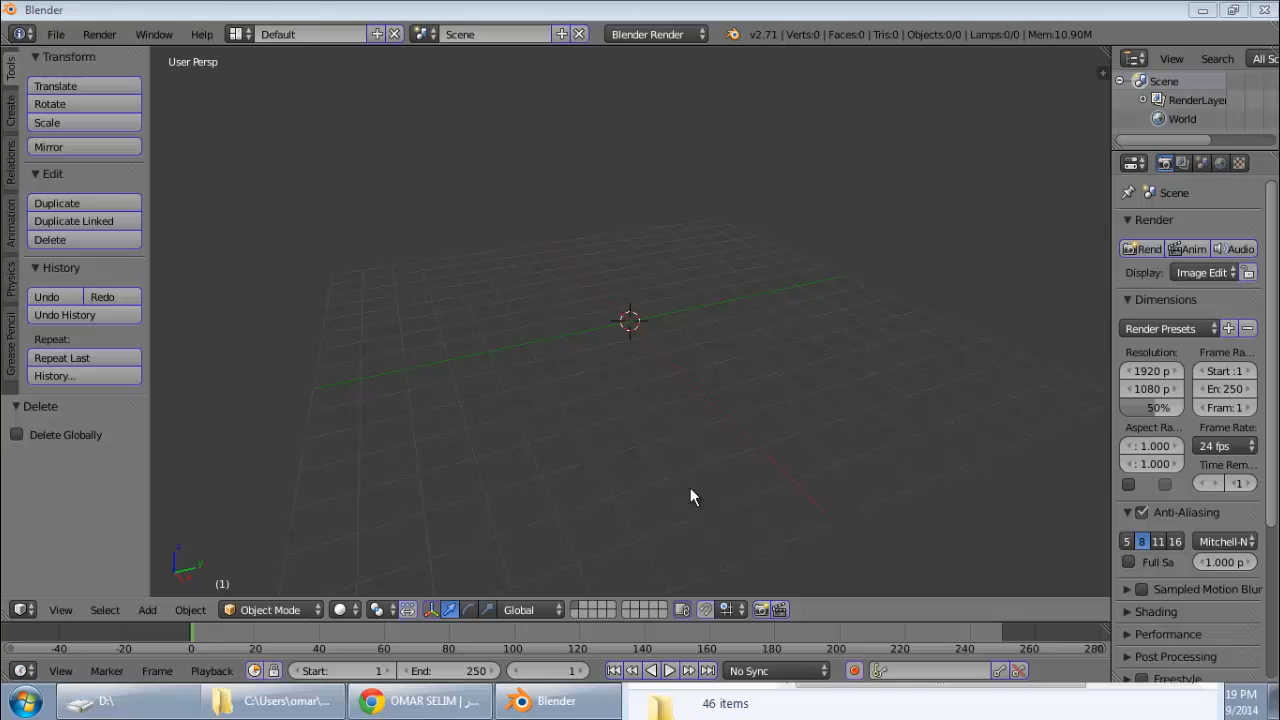 Blender
File Render Window Help Default Scene Blender Render v2.71 | Verts:0 | Faces:0 | Tris:0 | Objects:0/0 | Lamps:0/0 | Mem:10.90M
Tools
Create
Relations
Animation
Physics
Grease Pencil
Transform
Translate
Rotate
Scale
Mirror
Edit
Duplicate
Duplicate Linked
Delete
History
Undo Redo
Undo History
Repeat:
Repeat Last
History...
Delete
Delete Globally
User Persp
z
y
x
(1)
View Search All Sc
Scene
RenderLayer
World
Scene
Render
Rend Anim Audio
Display: Image Edit
Dimensions
Render Presets
Resolution: Frame Ra...
1920 p Start :1
1080 p En: 250
50% Fram: 1
Aspect Ra... Frame Rate:
: 1.000 24 fps
: 1.000 Time Rem...
1
Anti-Aliasing
5 8 11 16 Mitchell-N
Full Sa 1.000 p
Sampled Motion Blur
Shading
Performance
Post Processing
Freestyle
View Select Add Object Object Mode Global
-40 -20 0 20 40 60 80 100 120 140 160 180 200 220 240 260 280
View Marker Frame Playback Start: 1 End: 250 1 No Sync
D:\ C:\Users\omar\... OMAR SELIM | ز... Blender 46 items
19 PM
9/2014